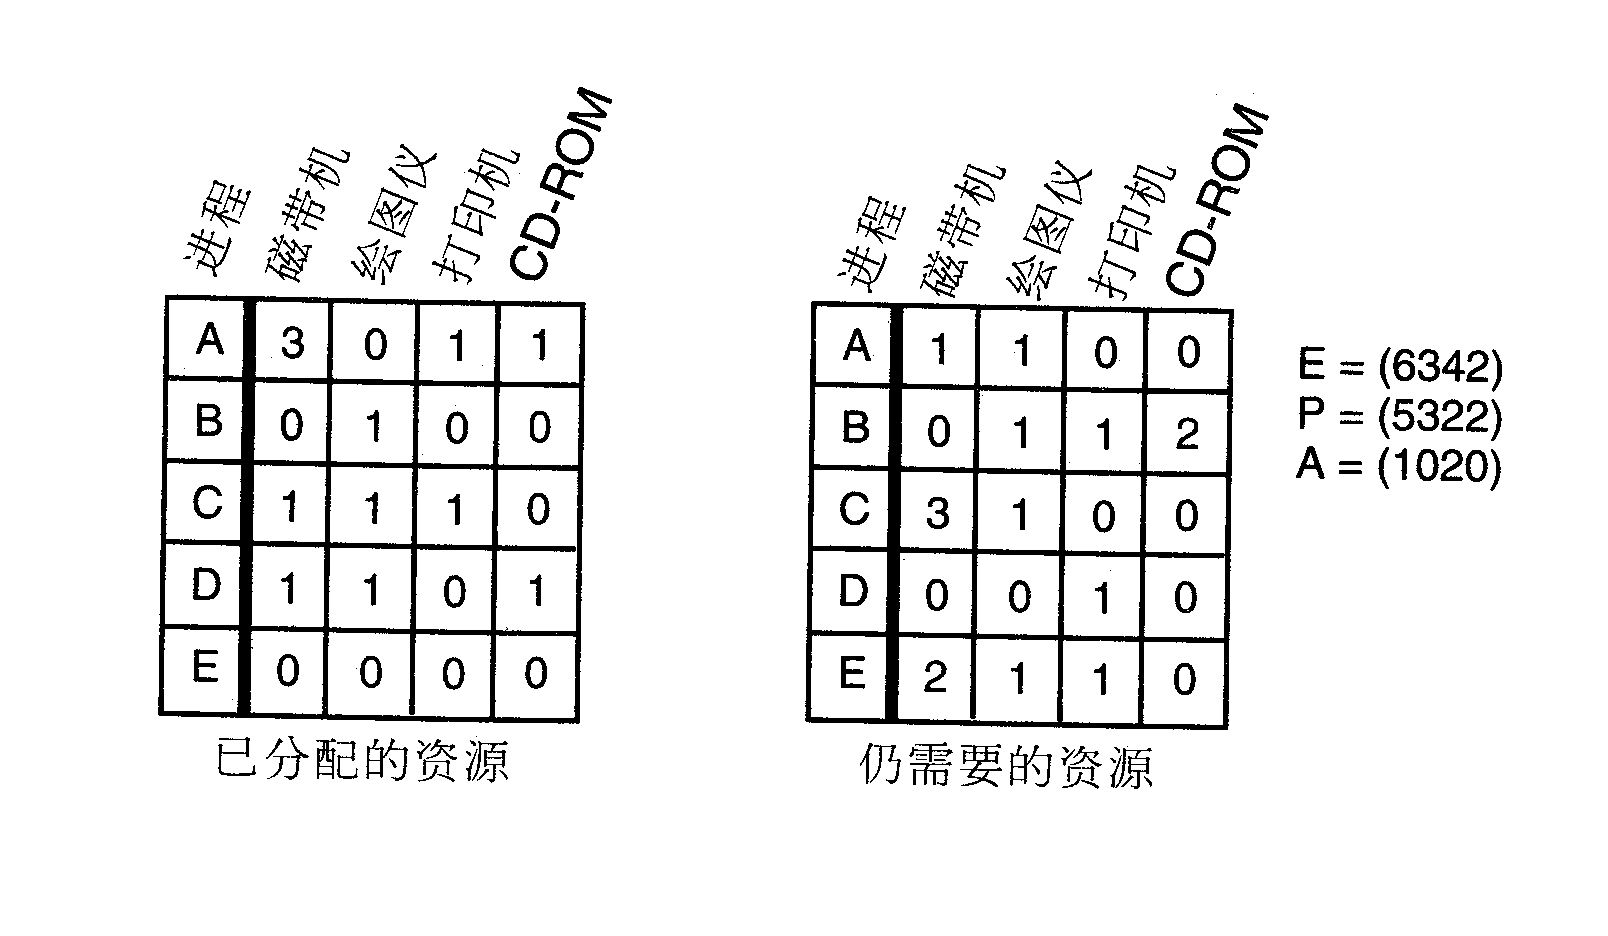 进程 磁带机 绘图仪 打印机 CD-ROM
A 3 0 1 1
B 0 1 0 0
C 1 1 1 0
D 1 1 0 1
E 0 0 0 0
已分配的资源
进程 磁带机 绘图仪 打印机 CD-ROM
A 1 1 0 0
B 0 1 1 2
C 3 1 0 0
D 0 0 1 0
E 2 1 1 0
仍需要的资源
E = (6342)
P = (5322)
A = (1020)